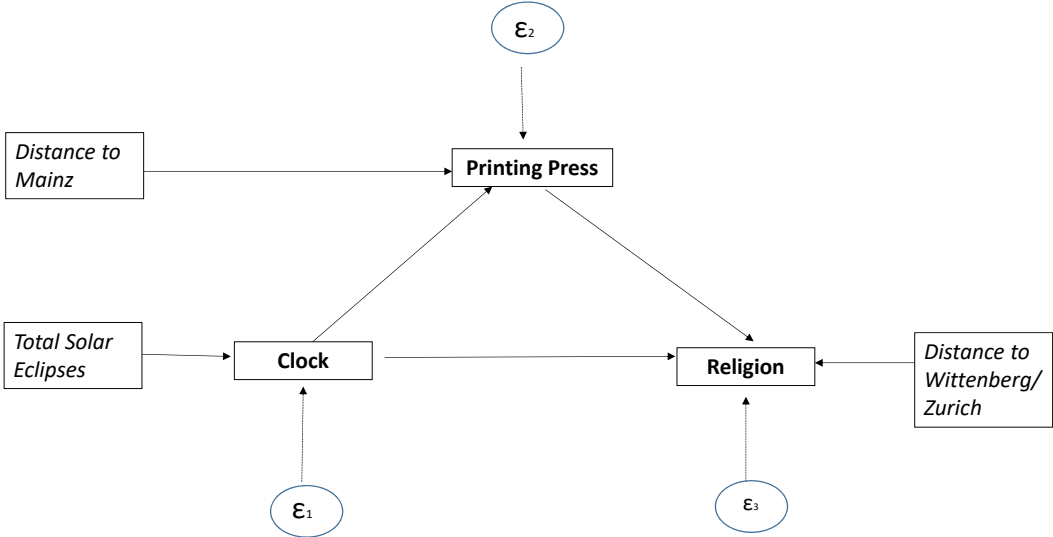 ε2
Distance to
Mainz
Printing Press
Total Solar
Eclipses
Clock
Religion
Distance to
Wittenberg/
Zurich
ε1
ε3